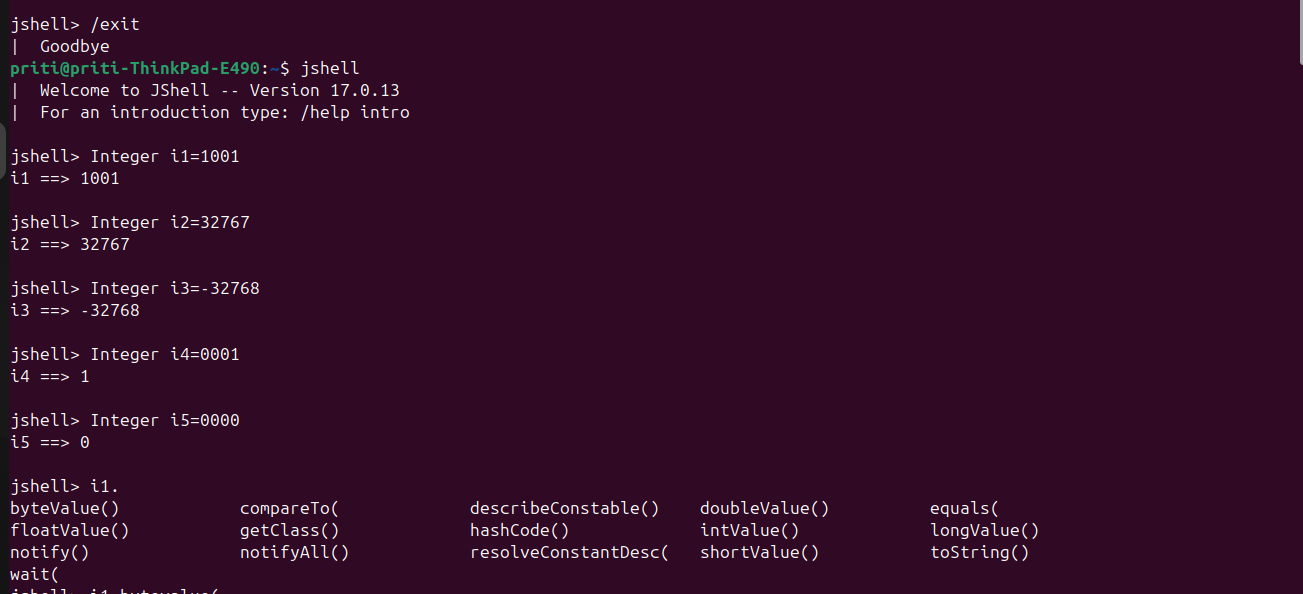 jshell> /exit
|  Goodbye
priti@priti-ThinkPad-E490:~$ jshell
|  Welcome to JShell -- Version 17.0.13
|  For an introduction type: /help intro
jshell> Integer i1=1001
i1 ==> 1001
jshell> Integer i2=32767
i2 ==> 32767
jshell> Integer i3=-32768
i3 ==> -32768
jshell> Integer i4=0001
i4 ==> 1
jshell> Integer i5=0000
i5 ==> 0
jshell> i1.
byteValue() compareTo( describeConstable() doubleValue() equals(
floatValue() getClass() hashCode() intValue() longValue()
notify() notifyAll() resolveConstantDesc( shortValue() toString()
wait(
jshell> i1.bytevalue(